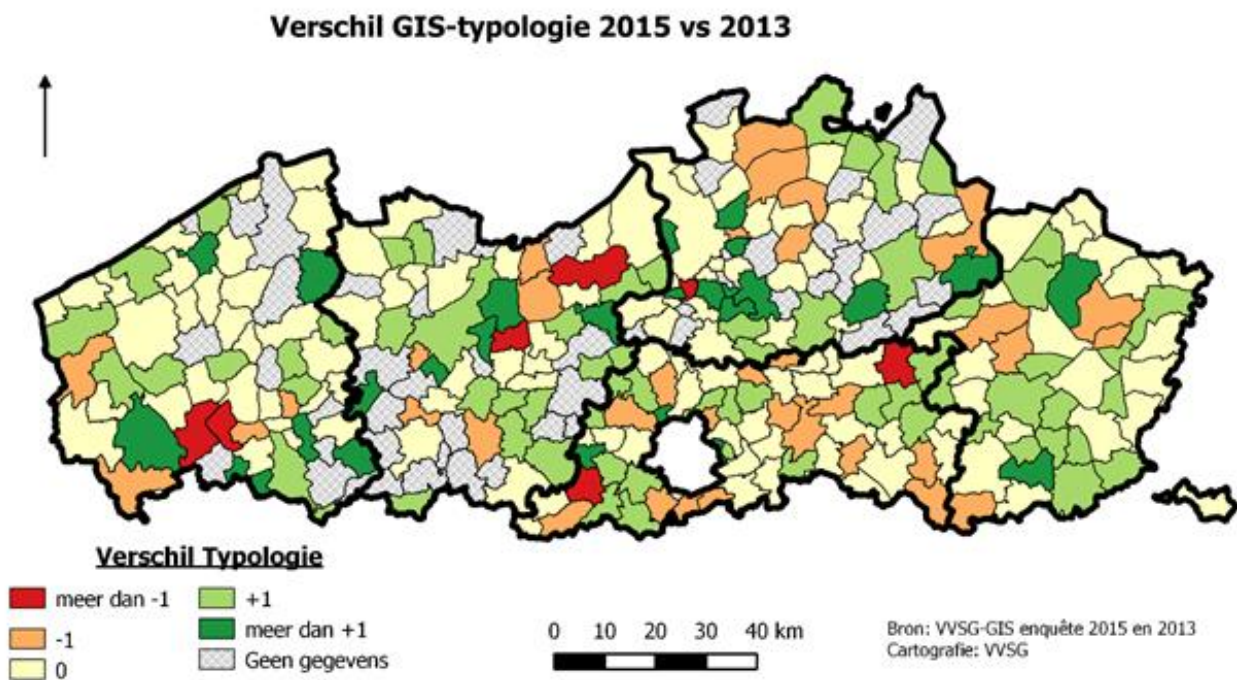 Verschil GIS-typologie 2015 vs 2013
Verschil Typologie
meer dan -1
-1
0
+1
meer dan +1
Geen gegevens
0 10 20 30 40 km
Bron: VVSG-GIS enquête 2015 en 2013
Cartografie: VVSG